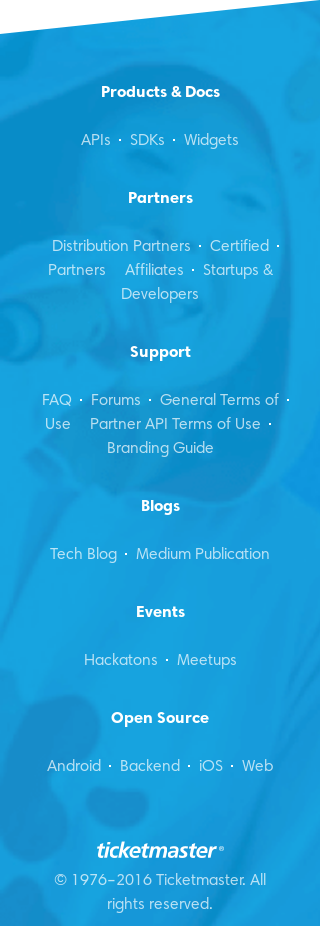 Products & Docs
APIs · SDKs · Widgets
Partners
Distribution Partners · Certified ·
Partners Affiliates · Startups &
Developers
Support
FAQ · Forums · General Terms of ·
Use Partner API Terms of Use ·
Branding Guide
Blogs
Tech Blog · Medium Publication
Events
Hackatons · Meetups
Open Source
Android · Backend · iOS · Web
ticketmaster®
© 1976–2016 Ticketmaster. All
rights reserved.